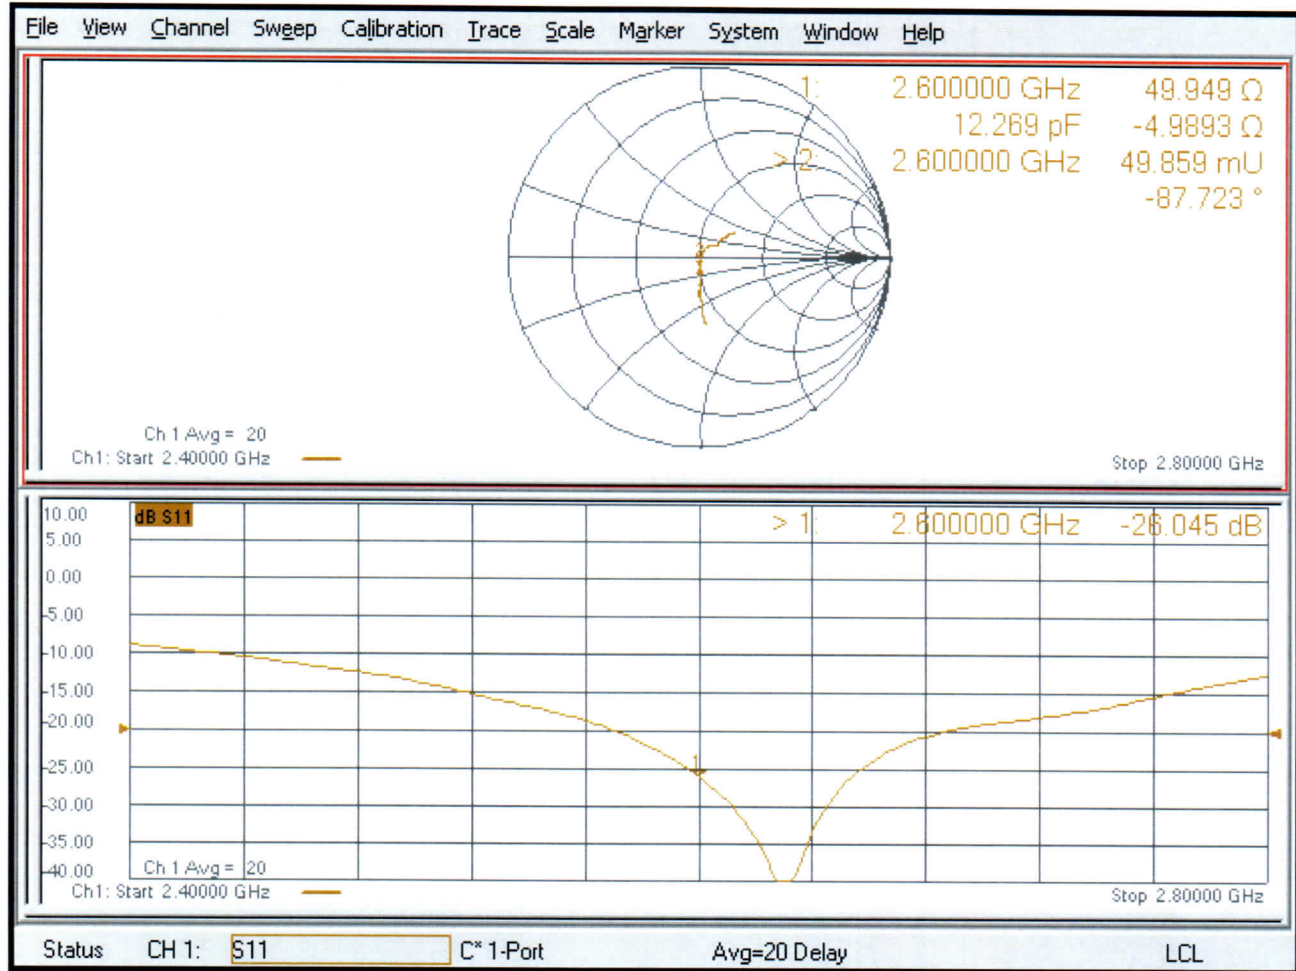 File View Channel Sweep Calibration Trace Scale Marker System Window Help
1: 2.600000 GHz 49.949 Ω
12.269 pF -4.9893 Ω
> 2: 2.600000 GHz 49.859 mU
-87.723 °
Ch 1 Avg = 20
Ch1: Start 2.40000 GHz
Stop 2.80000 GHz
10.00
dB S11
> 1: 2.600000 GHz -26.045 dB
5.00
0.00
-5.00
-10.00
-15.00
-20.00
-25.00
1
-30.00
-35.00
-40.00
Ch 1 Avg = 20
Ch1: Start 2.40000 GHz
Stop 2.80000 GHz
Status CH 1: S11 C* 1-Port Avg=20 Delay LCL